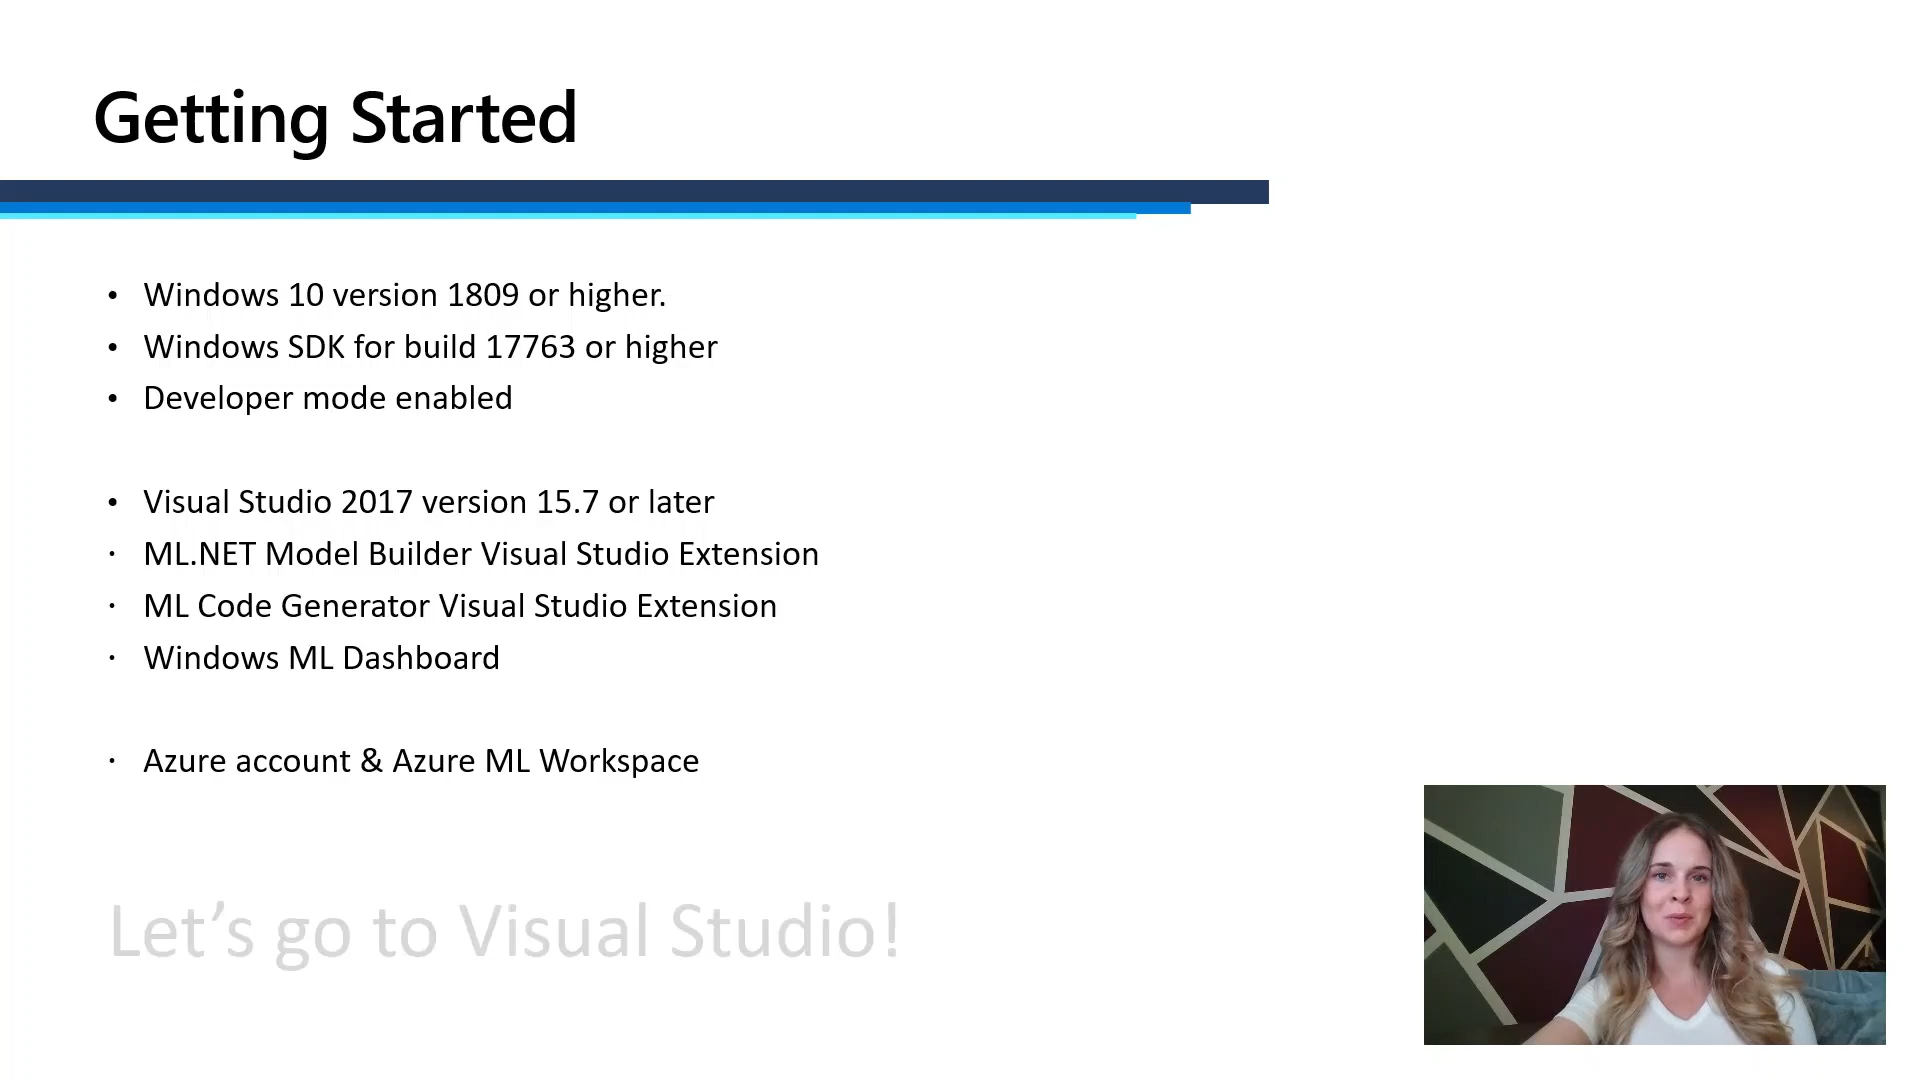 Getting Started
• Windows 10 version 1809 or higher.
• Windows SDK for build 17763 or higher
• Developer mode enabled
• Visual Studio 2017 version 15.7 or later
• ML.NET Model Builder Visual Studio Extension
• ML Code Generator Visual Studio Extension
• Windows ML Dashboard
• Azure account & Azure ML Workspace
Let’s go to Visual Studio!